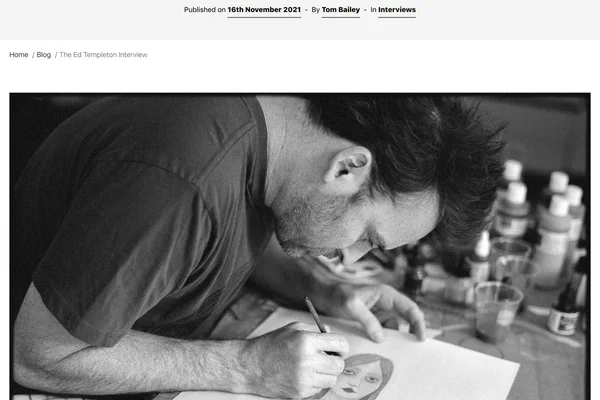 Published on 16th November 2021 - By Tom Bailey - In Interviews
Home / Blog / The Ed Templeton Interview